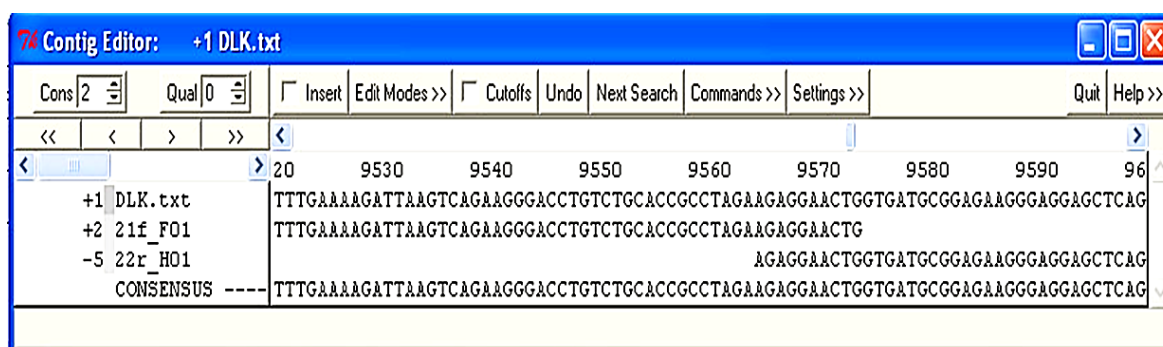 Contig Editor: +1 DLK.txt
Cons 2 Qual 0 Insert Edit Modes >> Cutoffs Undo Next Search Commands >> Settings >> Quit Help >>
<< < > >>
20 9530 9540 9550 9560 9570 9580 9590 96
+1 DLK.txt TTTGAAAAGATTAAGTCAGAAGGGACCTGTCTGCACCGCCTAGAAGAGGAACTGGTGATGCGGAGAAGGGAGGAGCTCAG
+2 21f_F01 TTTGAAAAGATTAAGTCAGAAGGGACCTGTCTGCACCGCCTAGAAGAGGAACTG
-5 22r_H01 AGAGGAACTGGTGATGCGGAGAAGGGAGGAGCTCAG
CONSENSUS ---- TTTGAAAAGATTAAGTCAGAAGGGACCTGTCTGCACCGCCTAGAAGAGGAACTGGTGATGCGGAGAAGGGAGGAGCTCAG